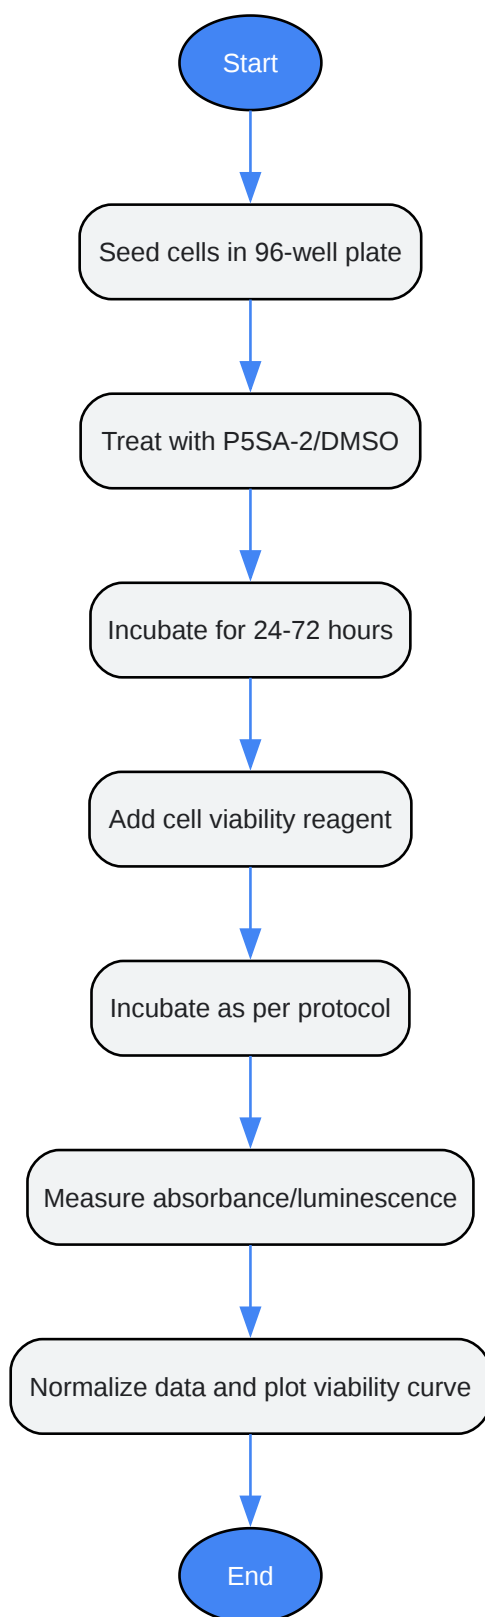 Start
Seed cells in 96-well plate
Treat with P5SA-2/DMSO
Incubate for 24-72 hours
Add cell viability reagent
Incubate as per protocol
Measure absorbance/luminescence
Normalize data and plot viability curve
End